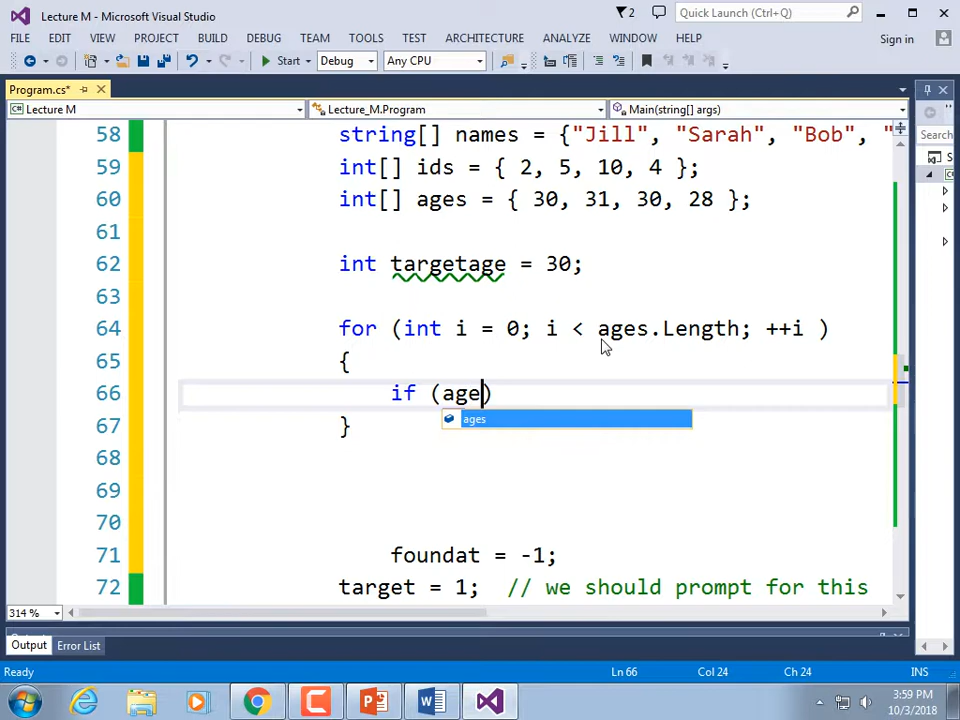 Lecture M - Microsoft Visual Studio
2
Quick Launch (Ctrl+Q)
FILE EDIT VIEW PROJECT BUILD DEBUG TEAM TOOLS TEST ARCHITECTURE ANALYZE WINDOW HELP
Sign in
Start Debug Any CPU
Program.cs*
Lecture M
Lecture_M.Program
Main(string[] args)
Search
58 string[] names = {"Jill", "Sarah", "Bob", "
59 int[] ids = { 2, 5, 10, 4 };
60 int[] ages = { 30, 31, 30, 28 };
61
62 int targetage = 30;
63
64 for (int i = 0; i < ages.Length; ++i )
65 {
66 if (age)
ages
67 }
68
69
70
71 foundat = -1;
72 target = 1; // we should prompt for this
314 %
Output Error List
Ready
Ln 66 Col 24 Ch 24 INS
3:59 PM
10/3/2018